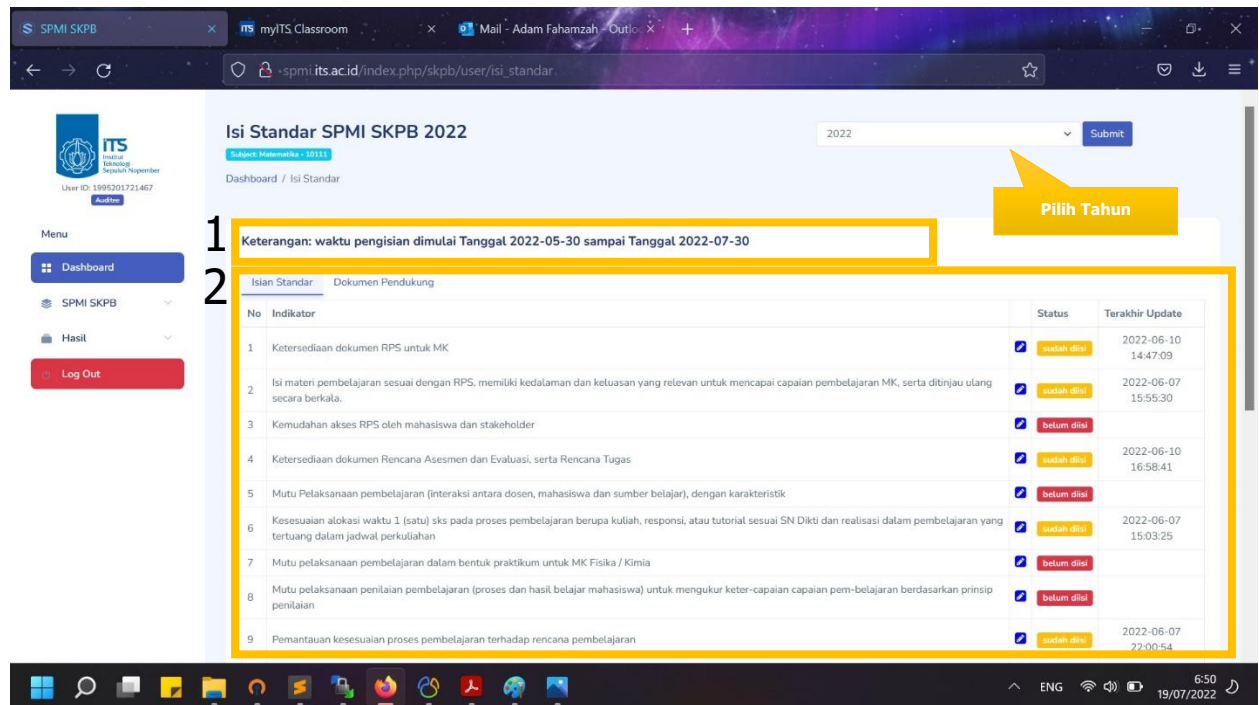 SPMI SKPB
ITS myITS Classroom
Mail - Adam Fahamzah - Outlo
spmi.its.ac.id/index.php/skpb/user/isi_standar
ITS
Institut
Teknologi
Sepuluh Nopember
User ID: 1995201721467
Auditee
Menu
Dashboard
SPMI SKPB
Hasil
Log Out
Isi Standar SPMI SKPB 2022
Subject: Matematika - 10111
Dashboard / Isi Standar
2022
Submit
Pilih Tahun
1
Keterangan: waktu pengisian dimulai Tanggal 2022-05-30 sampai Tanggal 2022-07-30
2
Isian Standar Dokumen Pendukung
No Indikator Status Terakhir Update
1 Ketersediaan dokumen RPS untuk MK sudah diisi 2022-06-10
14:47:09
2 Isi materi pembelajaran sesuai dengan RPS, memiliki kedalaman dan keluasan yang relevan untuk mencapai capaian pembelajaran MK, serta ditinjau ulang
secara berkala. sudah diisi 2022-06-07
15:55:30
3 Kemudahan akses RPS oleh mahasiswa dan stakeholder belum diisi
4 Ketersediaan dokumen Rencana Asesmen dan Evaluasi, serta Rencana Tugas sudah diisi 2022-06-10
16:58:41
5 Mutu Pelaksanaan pembelajaran (interaksi antara dosen, mahasiswa dan sumber belajar), dengan karakteristik belum diisi
6 Kesesuaian alokasi waktu 1 (satu) sks pada proses pembelajaran berupa kuliah, responsi, atau tutorial sesuai SN Dikti dan realisasi dalam pembelajaran yang
tertuang dalam jadwal perkuliahan sudah diisi 2022-06-07
15:03:25
7 Mutu pelaksanaan pembelajaran dalam bentuk praktikum untuk MK Fisika / Kimia belum diisi
8 Mutu pelaksanaan penilaian pembelajaran (proses dan hasil belajar mahasiswa) untuk mengukur keter-capaian capaian pem-belajaran berdasarkan prinsip
penilaian belum diisi
9 Pemantauan kesesuaian proses pembelajaran terhadap rencana pembelajaran sudah diisi 2022-06-07
22:00:54
ENG
6:50
19/07/2022